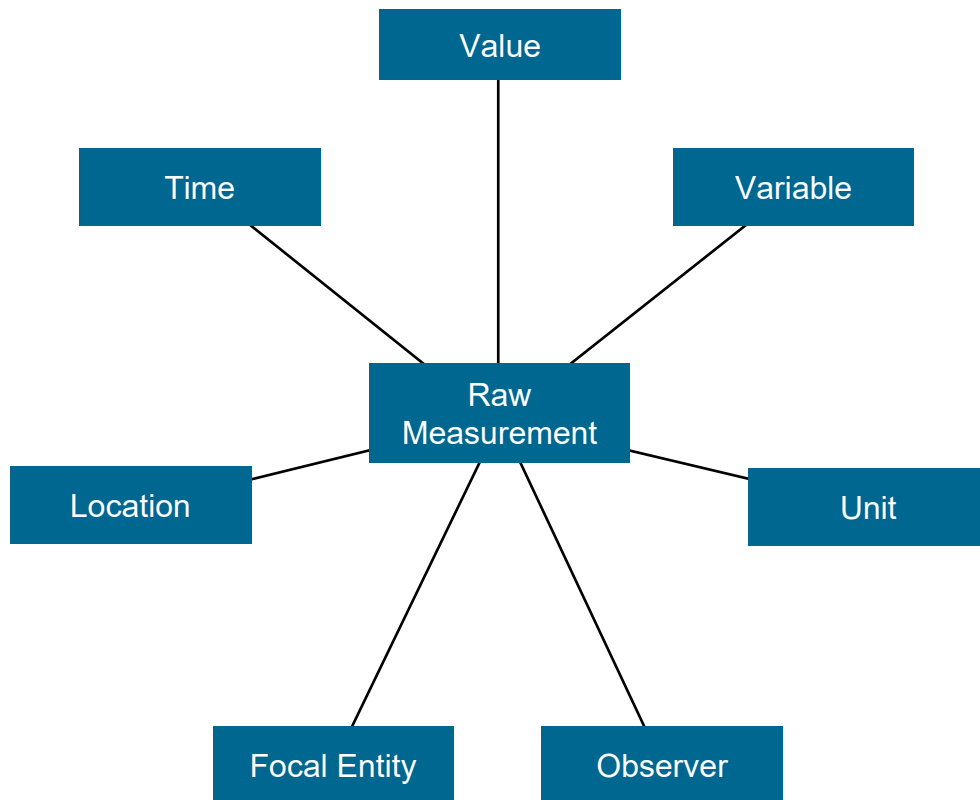 Value
Time
Variable
Raw
Measurement
Location
Unit
Focal Entity
Observer